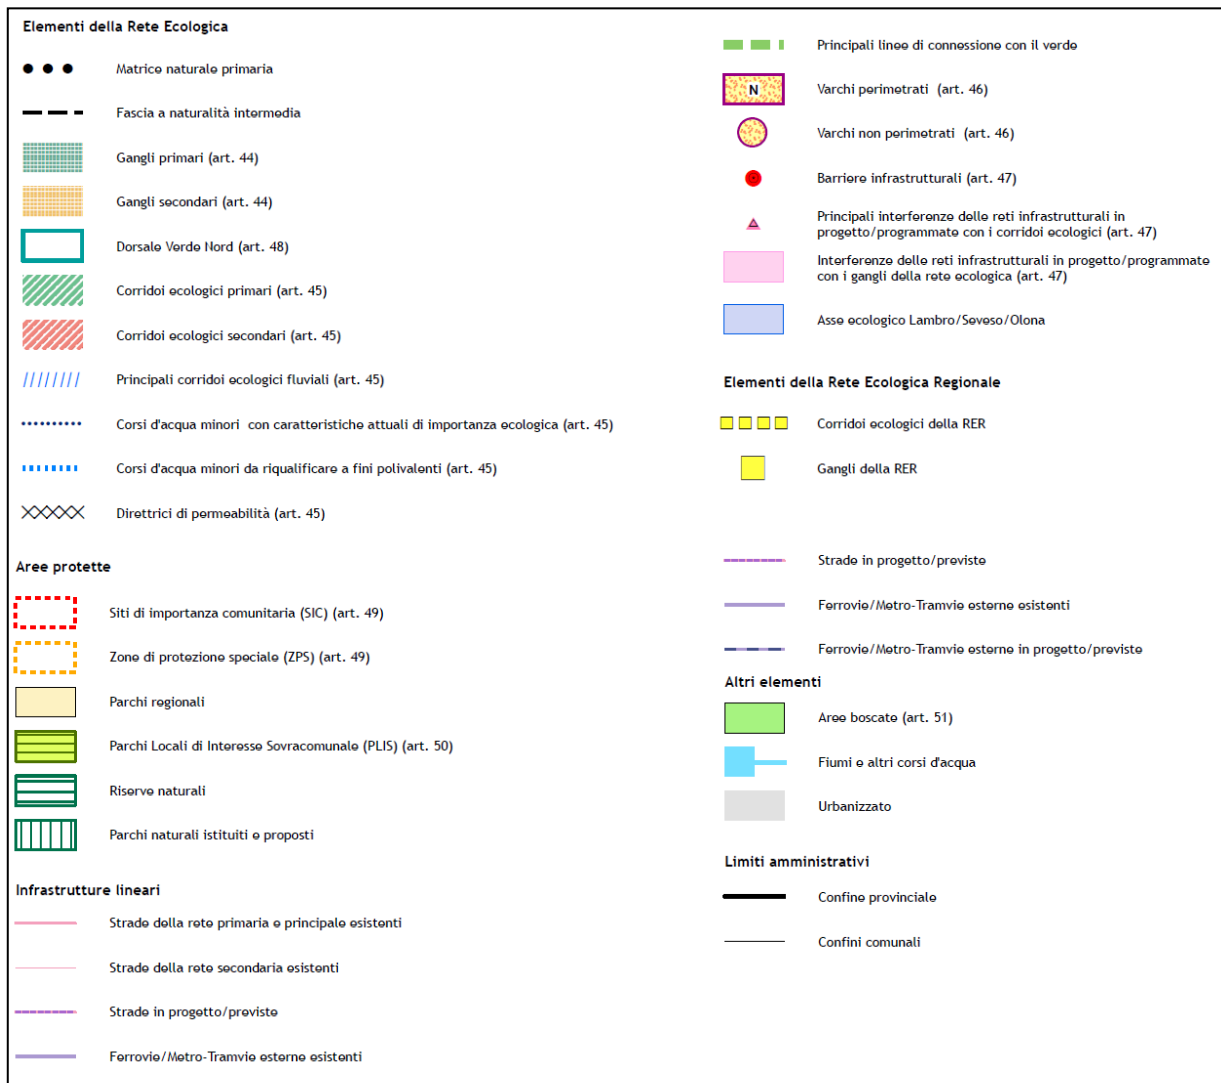 Elementi della Rete Ecologica
Matrice naturale primaria
Fascia a naturalità intermedia
Gangli primari (art. 44)
Gangli secondari (art. 44)
Dorsale Verde Nord (art. 48)
Corridoi ecologici primari (art. 45)
Corridoi ecologici secondari (art. 45)
Principali corridoi ecologici fluviali (art. 45)
Corsi d'acqua minori con caratteristiche attuali di importanza ecologica (art. 45)
Corsi d'acqua minori da riqualificare a fini polivalenti (art. 45)
Direttrici di permeabilità (art. 45)
Aree protette
Siti di importanza comunitaria (SIC) (art. 49)
Zone di protezione speciale (ZPS) (art. 49)
Parchi regionali
Parchi Locali di Interesse Sovracomunale (PLIS) (art. 50)
Riserve naturali
Parchi naturali istituiti e proposti
Infrastrutture lineari
Strade della rete primaria e principale esistenti
Strade della rete secondaria esistenti
Strade in progetto/previste
Ferrovie/Metro-Tramvie esterne esistenti
Principali linee di connessione con il verde
N
Varchi perimetrati (art. 46)
Varchi non perimetrati (art. 46)
Barriere infrastrutturali (art. 47)
Principali interferenze delle reti infrastrutturali in
progetto/programmate con i corridoi ecologici (art. 47)
Interferenze delle reti infrastrutturali in progetto/programmate
con i gangli della rete ecologica (art. 47)
Asse ecologico Lambro/Seveso/Olona
Elementi della Rete Ecologica Regionale
Corridoi ecologici della RER
Gangli della RER
Strade in progetto/previste
Ferrovie/Metro-Tramvie esterne esistenti
Ferrovie/Metro-Tramvie esterne in progetto/previste
Altri elementi
Aree boscate (art. 51)
Fiumi e altri corsi d'acqua
Urbanizzato
Limiti amministrativi
Confine provinciale
Confini comunali